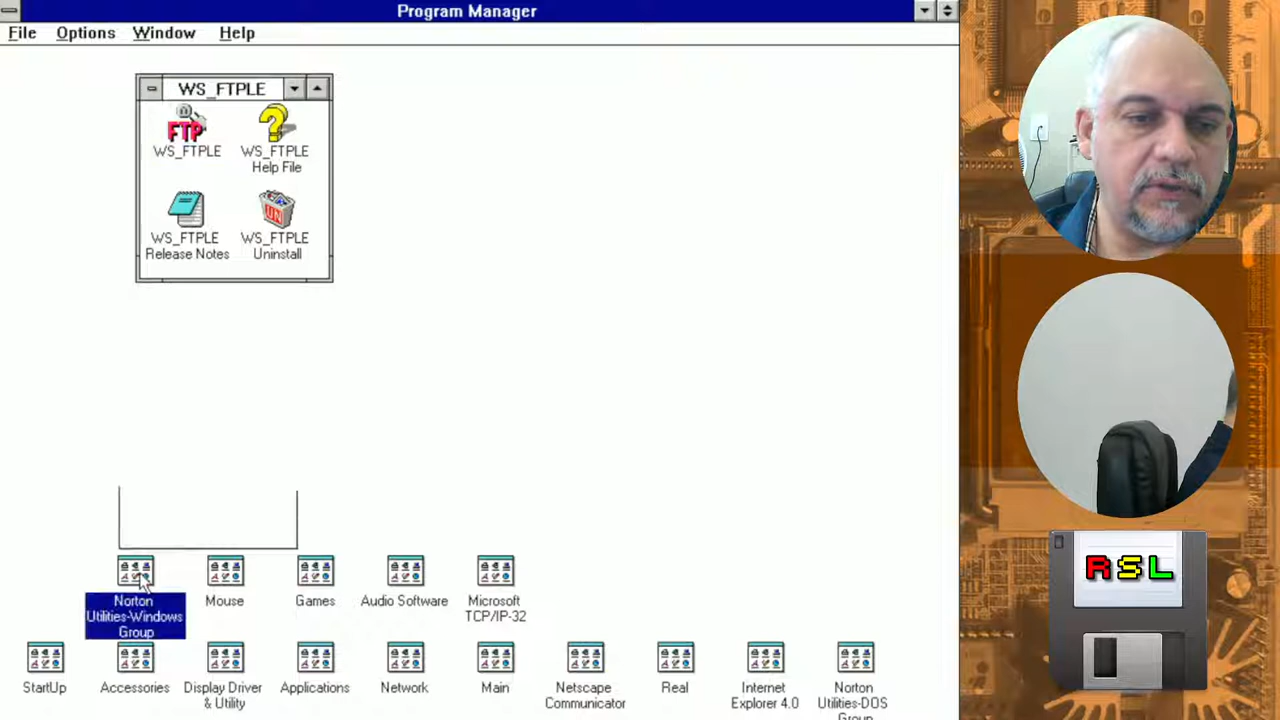 Program Manager
File Options Window Help
WS_FTPLE
FTP
WS_FTPLE
WS_FTPLE
Help File
UN
WS_FTPLE
Release Notes
WS_FTPLE
Uninstall
Norton
Utilities-Windows
Group
Mouse
Games
Audio Software
Microsoft
TCP/IP-32
StartUp
Accessories
Display Driver
& Utility
Applications
Network
Main
Netscape
Communicator
Real
Internet
Explorer 4.0
Norton
Utilities-DOS
Group
RSL